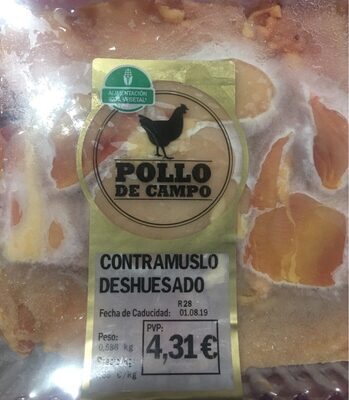 ALIMENTACIÓN
100% VEGETAL*
POLLO
DE CAMPO
CONTRAMUSLO
DESHUESADO
R 28
Fecha de Caducidad: 01.08.19
Peso:
PVP:
4,31€
€/kg